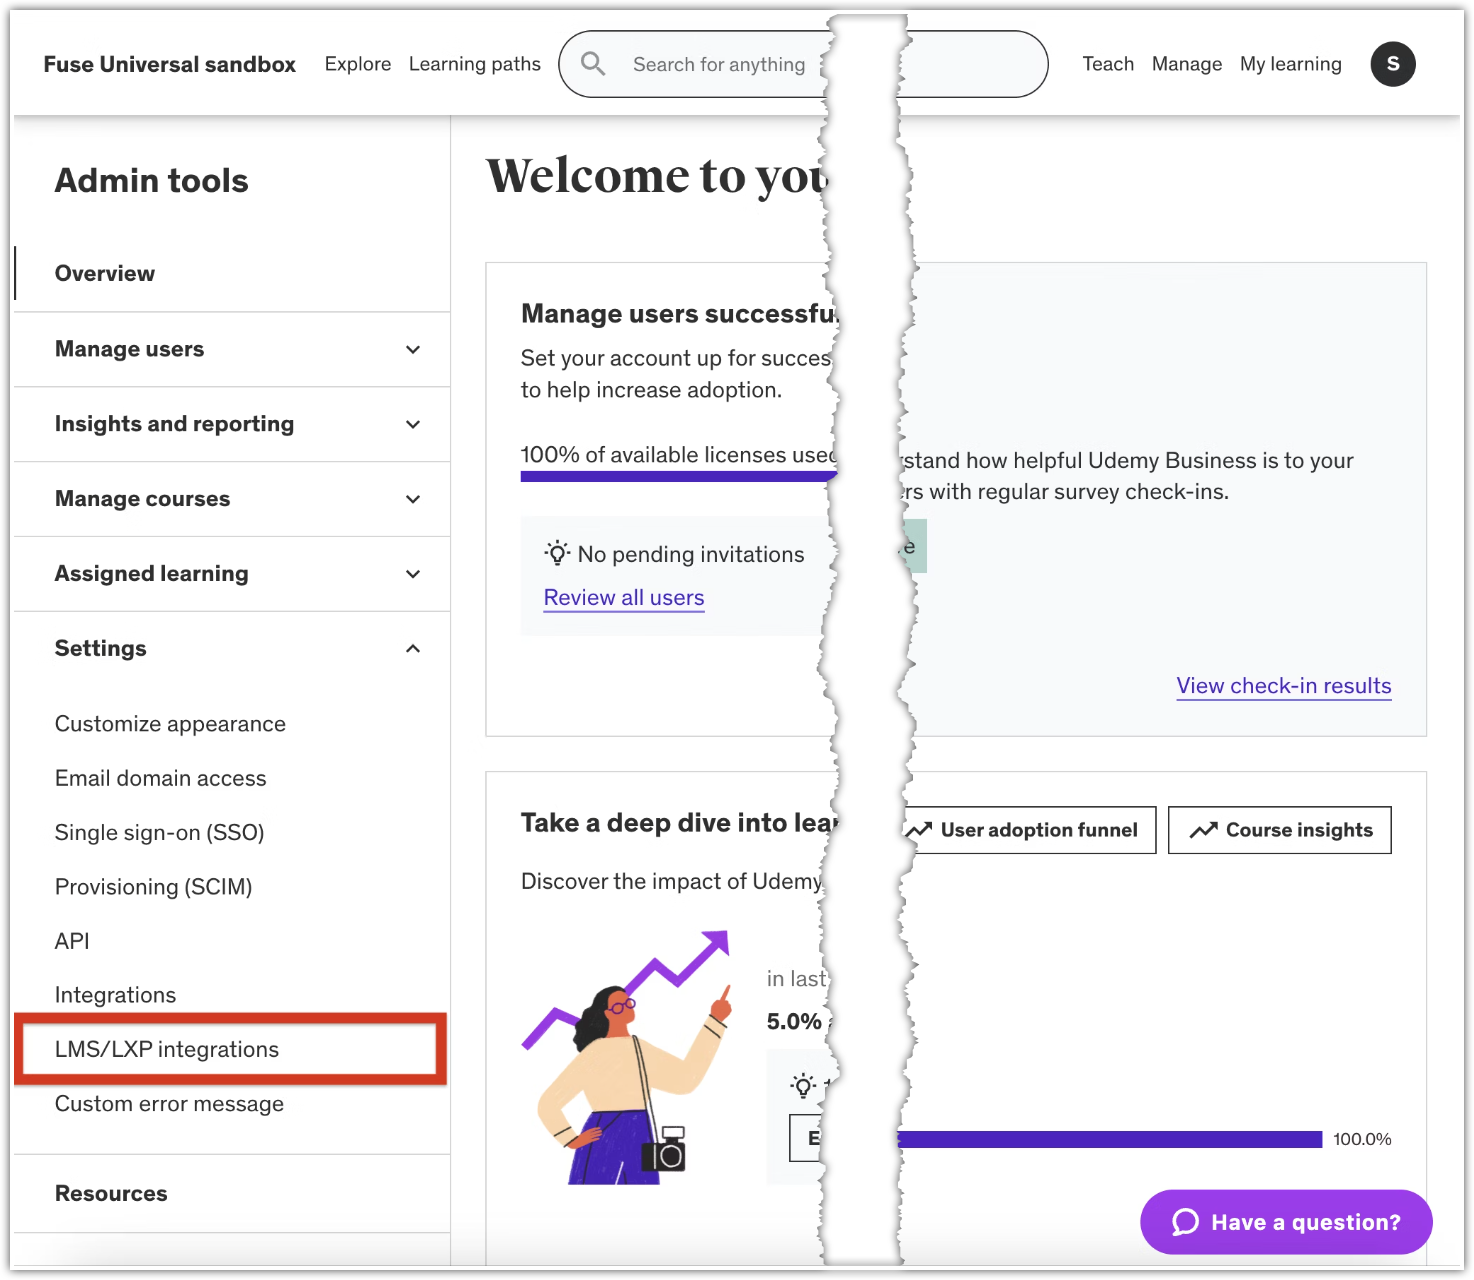 Fuse Universal sandbox Explore Learning paths Search for anything Teach Manage My learning S
Admin tools
Overview
Manage users
Insights and reporting
Manage courses
Assigned learning
Settings
Customize appearance
Email domain access
Single sign-on (SSO)
Provisioning (SCIM)
API
Integrations
LMS/LXP integrations
Custom error message
Resources
Welcome to you
Manage users successfu
Set your account up for succes
to help increase adoption.
100% of available licenses used
No pending invitations
Review all users
stand how helpful Udemy Business is to your
rs with regular survey check-ins.
e
View check-in results
Take a deep dive into lear
User adoption funnel
Course insights
Discover the impact of Udemy
in last
5.0%
E
100.0%
Have a question?